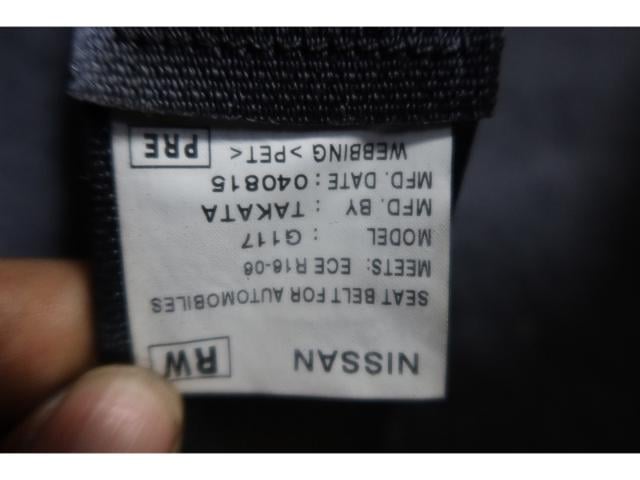 NISSAN RW
SEAT BELT FOR AUTOMOBILES
MEETS: ECE R16-06
MODEL : G117
MFD. BY : TAKATA
MFD. DATE : 040815
WEBBING >PET< PRE